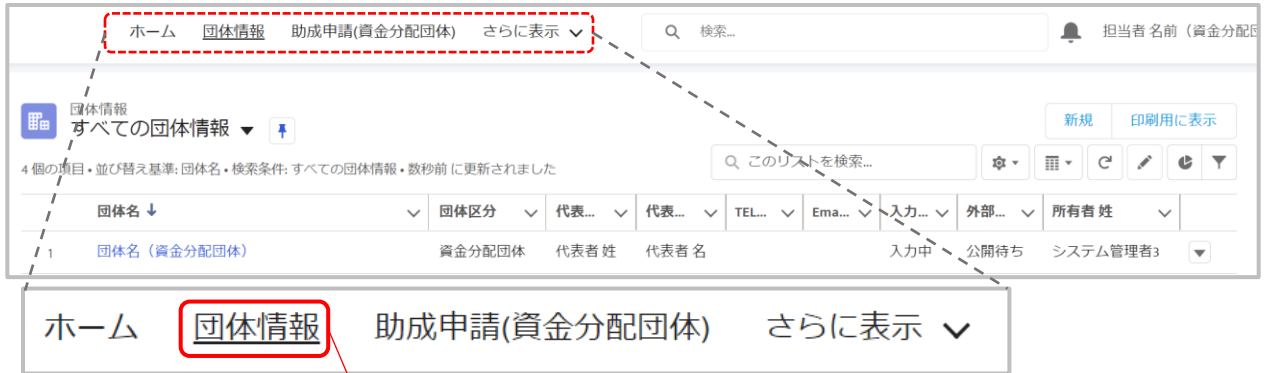 ホーム 団体情報 助成申請(資金分配団体) さらに表示
検索...
担当者 名前（資金分配団
団体情報
すべての団体情報
新規 印刷用に表示
4 個の項目 • 並び替え基準: 団体名 • 検索条件: すべての団体情報 • 数秒前 に更新されました
このリストを検索...
団体名 ↓ 団体区分 代表... 代表... TEL... Ema... 入力... 外部... 所有者 姓
1 団体名（資金分配団体） 資金分配団体 代表者 姓 代表者 名 入力中 公開待ち システム管理者3
ホーム 団体情報 助成申請(資金分配団体) さらに表示